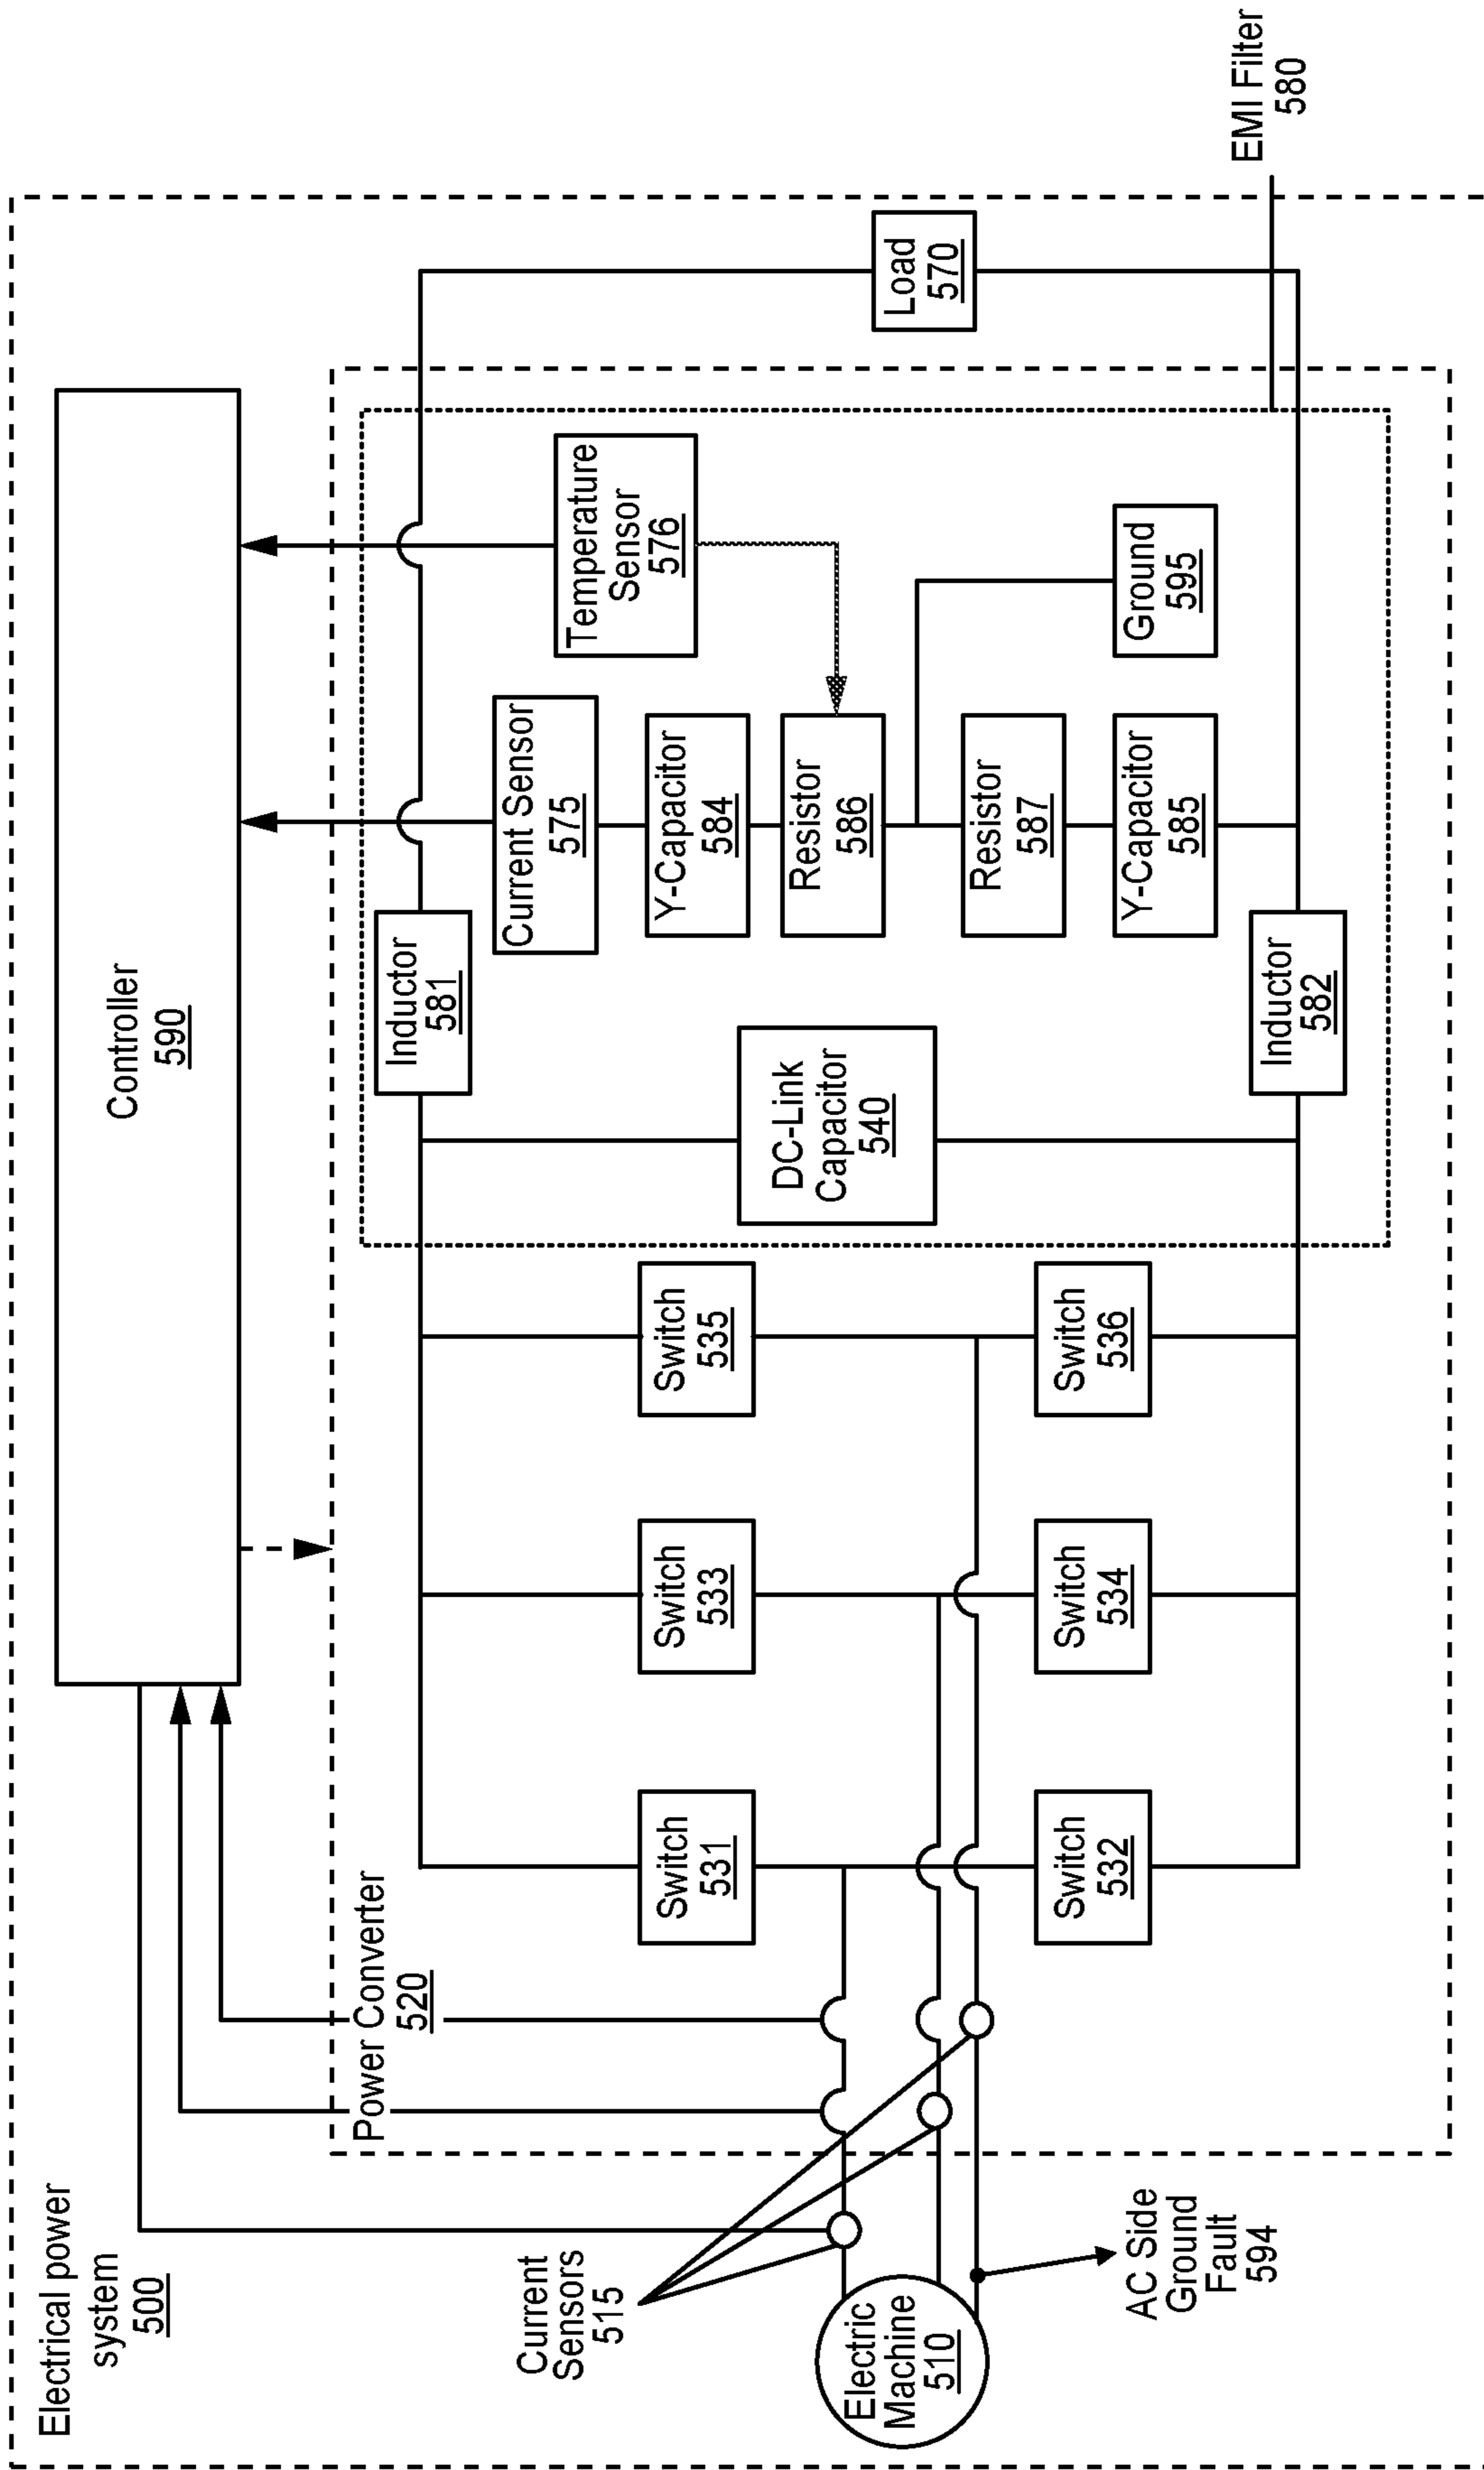 Electrical power
system
500
Controller
590
Power Converter
520
Current
Sensors
515
Electric
Machine
510
AC Side
Ground
Fault
594
Switch
531
Switch
532
Switch
533
Switch
534
Switch
535
Switch
536
DC-Link
Capacitor
540
Inductor
581
Inductor
582
Current Sensor
575
Y-Capacitor
584
Resistor
586
Resistor
587
Y-Capacitor
585
Temperature
Sensor
576
Ground
595
Load
570
EMI Filter
580